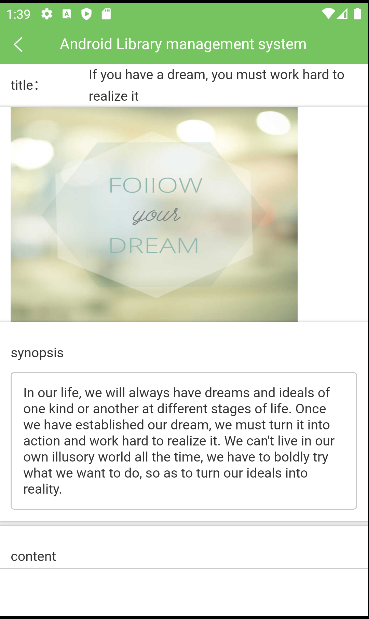 1:39
Android Library management system
title:
If you have a dream, you must work hard to
realize it
FOllOW
your
DREAM
synopsis
In our life, we will always have dreams and ideals of
one kind or another at different stages of life. Once
we have established our dream, we must turn it into
action and work hard to realize it. We can't live in our
own illusory world all the time, we have to boldly try
what we want to do, so as to turn our ideals into
reality.
content